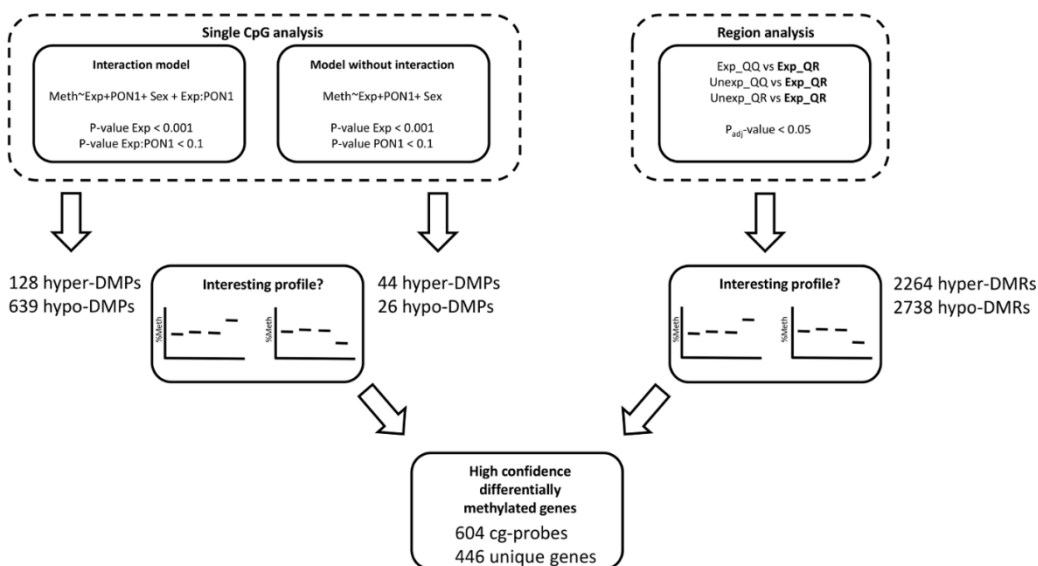 Single CpG analysis
Interaction model
Meth~Exp+PON1+ Sex + Exp:PON1
P-value Exp < 0.001
P-value Exp:PON1 < 0.1
Model without interaction
Meth~Exp+PON1+ Sex
P-value Exp < 0.001
P-value PON1 < 0.1
Region analysis
Exp_QQ vs Exp_QR
Unexp_QQ vs Exp_QR
Unexp_QR vs Exp_QR
Padj-value < 0.05
128 hyper-DMPs
639 hypo-DMPs
Interesting profile?
%Meth
%Meth
44 hyper-DMPs
26 hypo-DMPs
Interesting profile?
%Meth
%Meth
2264 hyper-DMRs
2738 hypo-DMRs
High confidence
differentially
methylated genes
604 cg-probes
446 unique genes